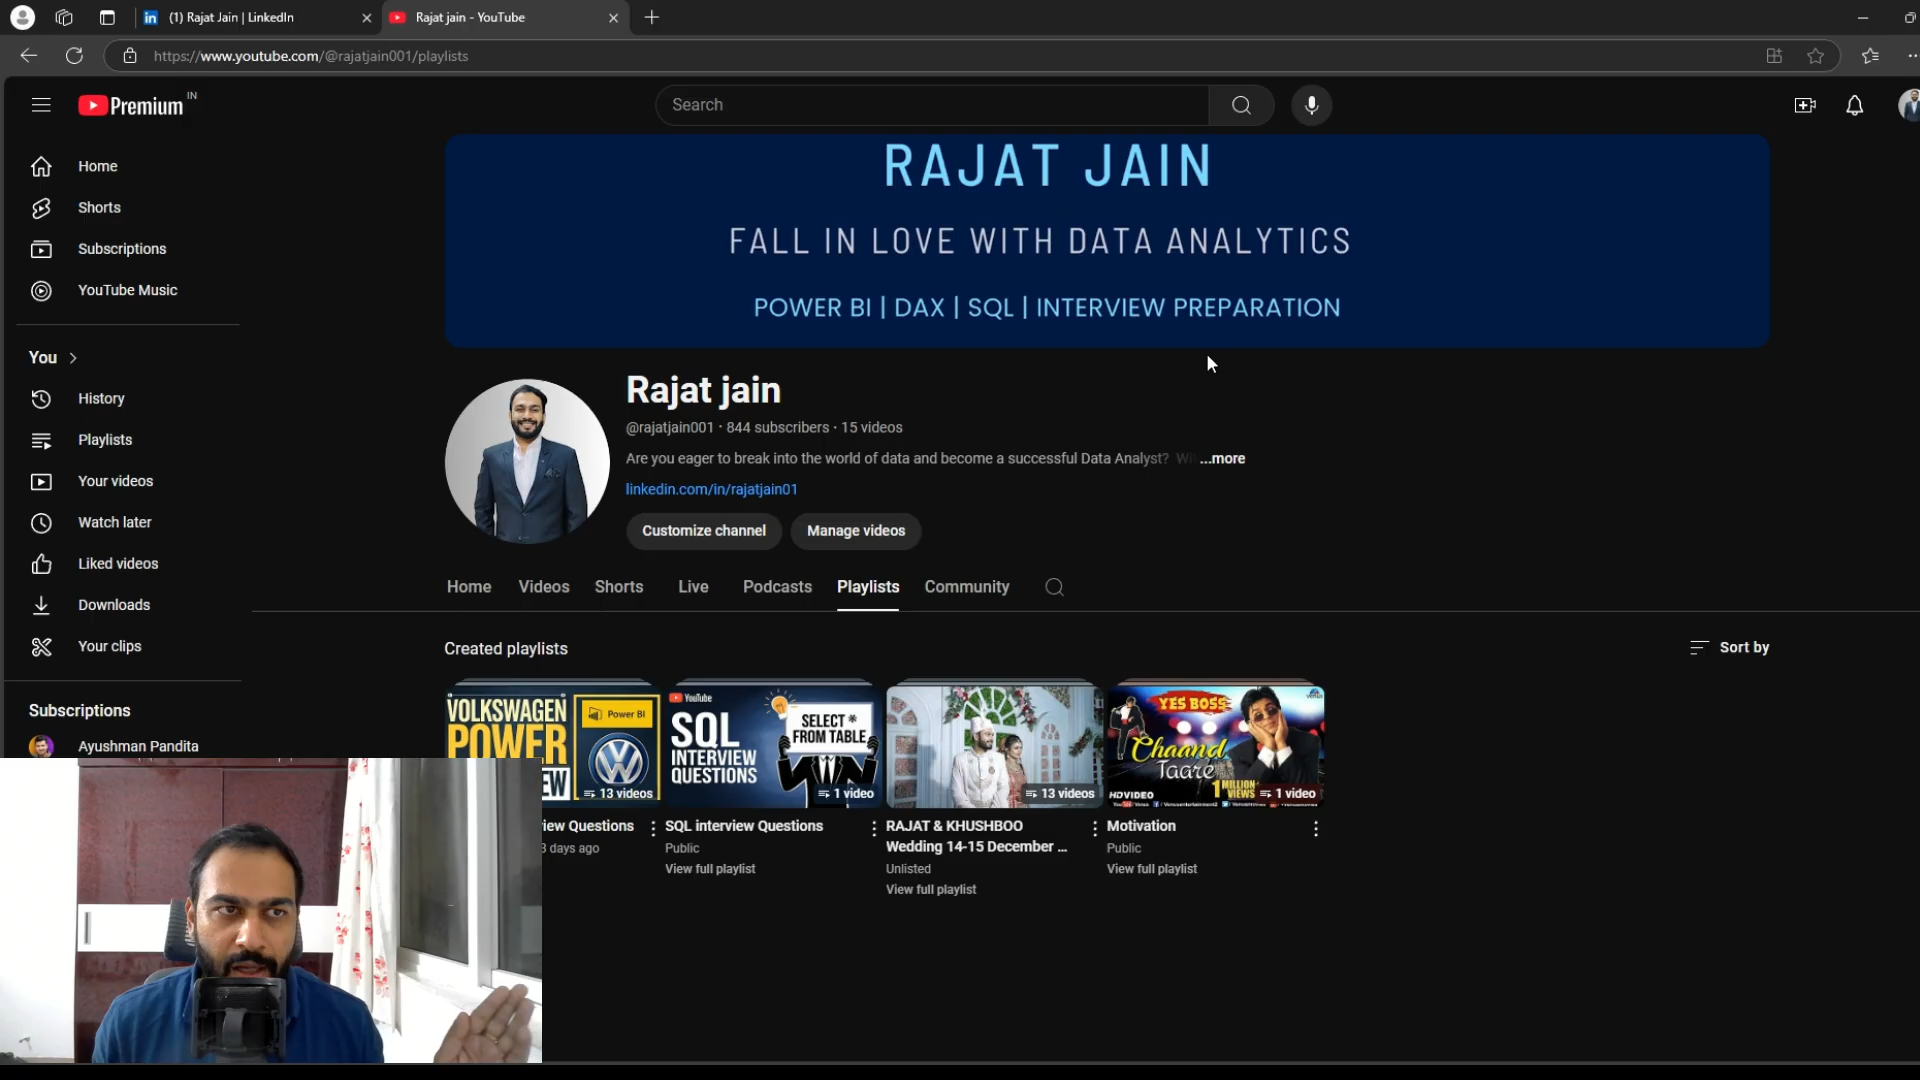 (1) Rajat Jain | LinkedIn
Rajat jain - YouTube
https://www.youtube.com/@rajatjain001/playlists
Premium IN
Search
Home
Shorts
Subscriptions
YouTube Music
You
History
Playlists
Your videos
Watch later
Liked videos
Downloads
Your clips
Subscriptions
Ayushman Pandita
RAJAT JAIN
FALL IN LOVE WITH DATA ANALYTICS
POWER BI | DAX | SQL | INTERVIEW PREPARATION
Rajat jain
@rajatjain001 · 844 subscribers · 15 videos
Are you eager to break into the world of data and become a successful Data Analyst? ...more
linkedin.com/in/rajatjain01
Customize channel
Manage videos
Home
Videos
Shorts
Live
Podcasts
Playlists
Community
Created playlists
Sort by
VOLKSWAGEN
POWER
EW
Power BI
13 videos
iew Questions
3 days ago
YouTube
SQL
INTERVIEW
QUESTIONS
SELECT *
FROM TABLE
1 video
SQL interview Questions
Public
View full playlist
13 videos
RAJAT & KHUSHBOO
Wedding 14-15 December ...
Unlisted
View full playlist
YES BOSS
Chaand
Taare
HD VIDEO
1 MILLION
VIEWS
1 video
Motivation
Public
View full playlist